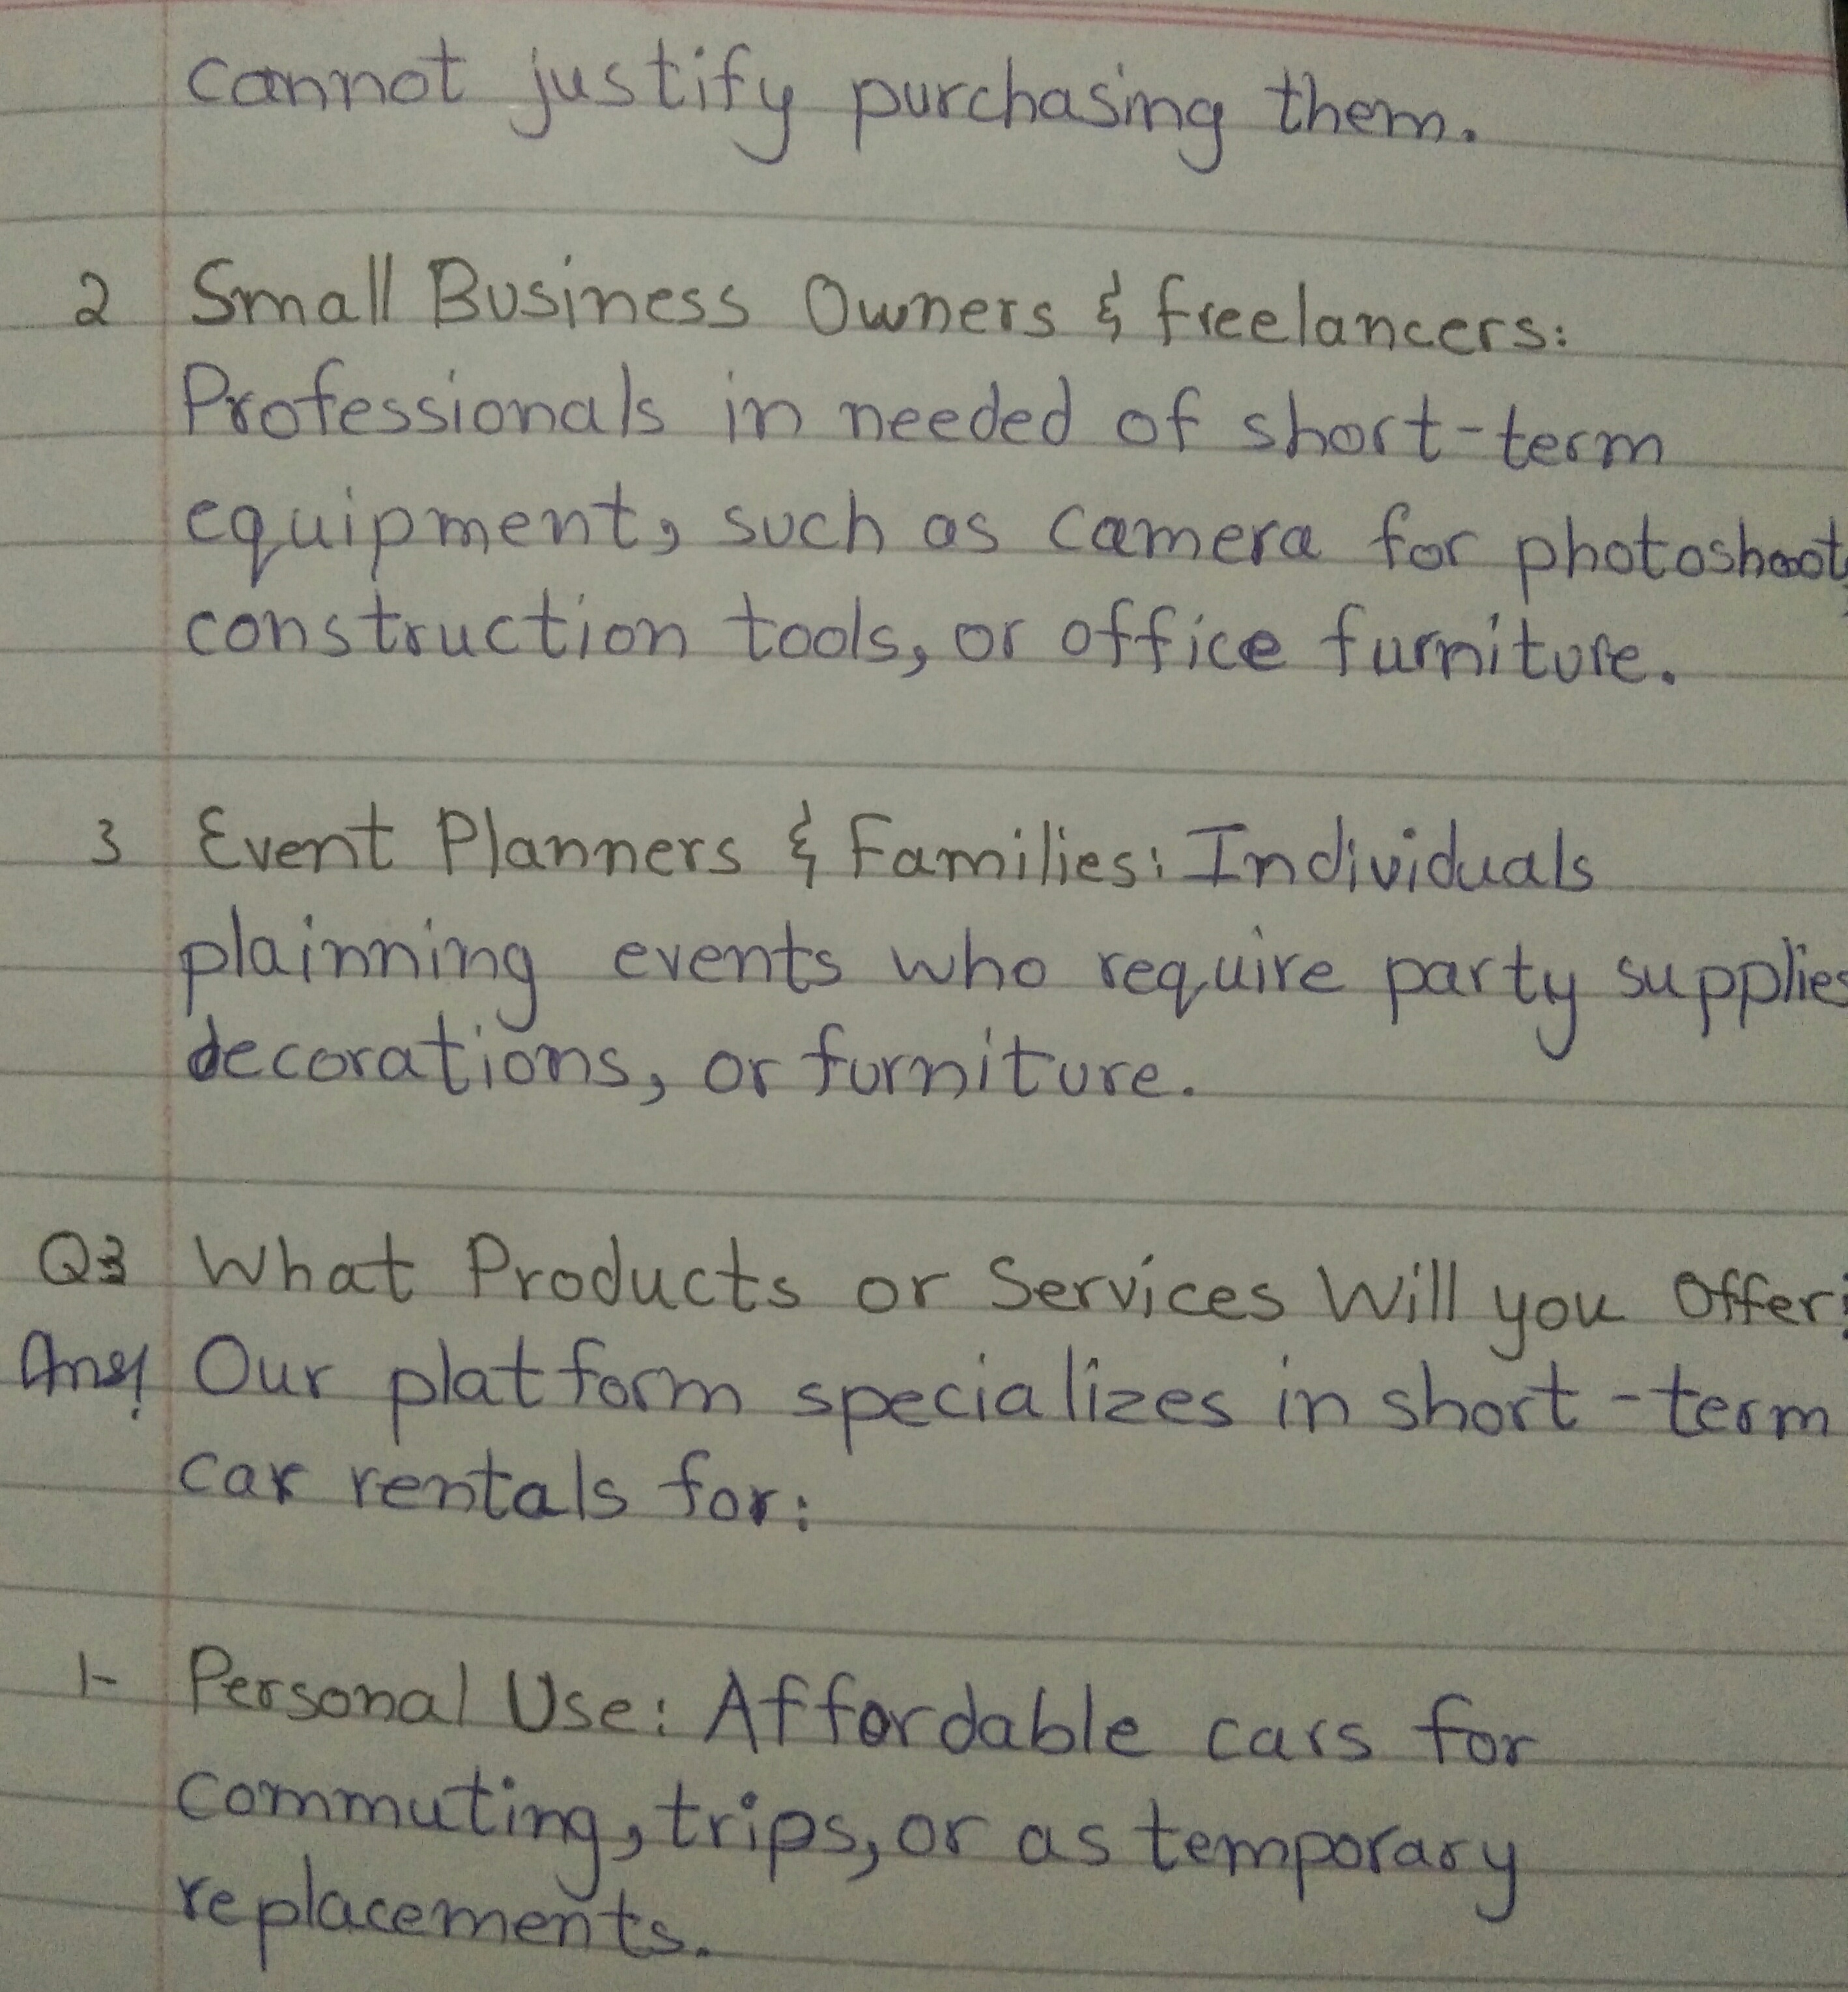 cannot justify purchasing them.
2 Small Business Owners & freelancers:
Professionals in needed of short-term
equipment, such as camera for photoshoot,
construction tools, or office furniture.
3 Event Planners & Families: Individuals
plainning events who require party supplies
decorations, or furniture.
Q3 What Products or Services Will you Offer:
Ans! Our platform specializes in short-term
car rentals for:
1- Personal Use: Affordable cars for
commuting, trips, or as temporary
replacements.